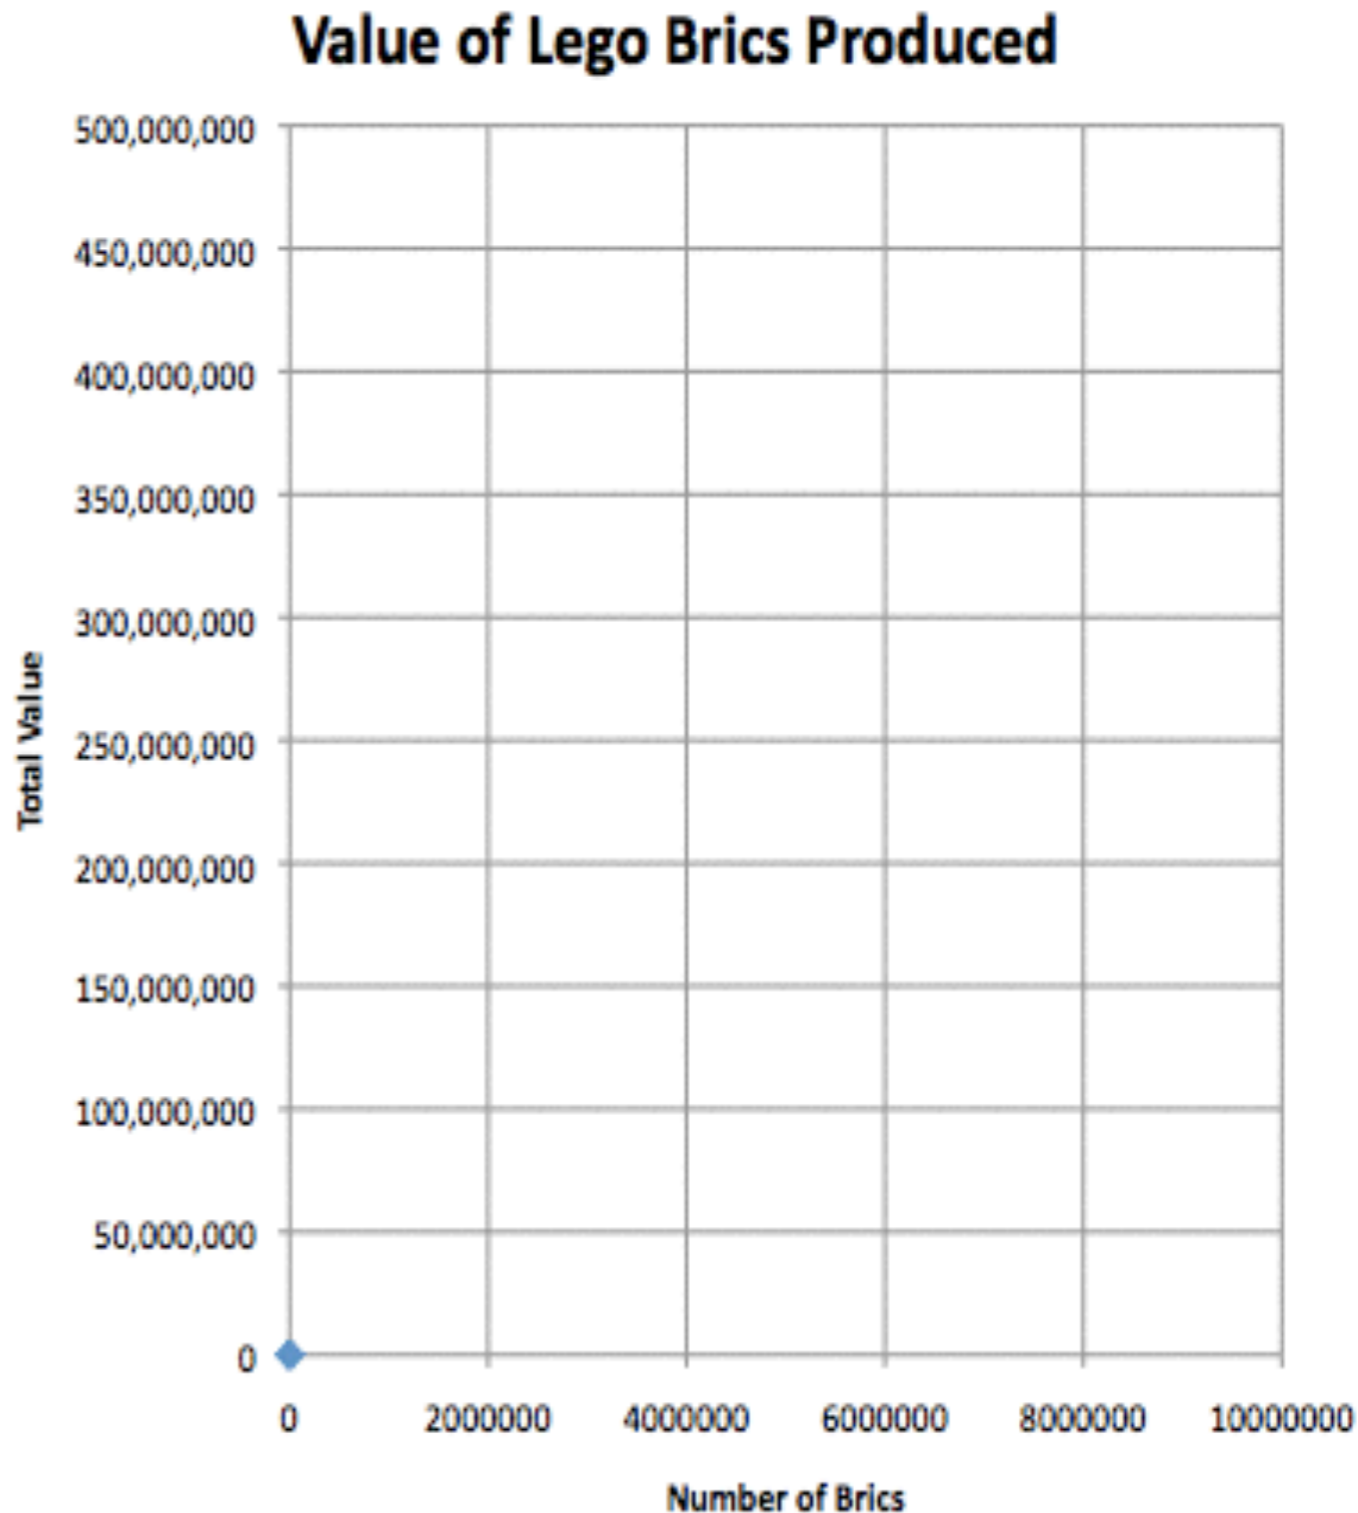 Value of Lego Brics Produced
500,000,000
450,000,000
400,000,000
350,000,000
300,000,000
250,000,000
200,000,000
150,000,000
100,000,000
50,000,000
0
Total Value
0 2000000 4000000 6000000 8000000 10000000
Number of Brics